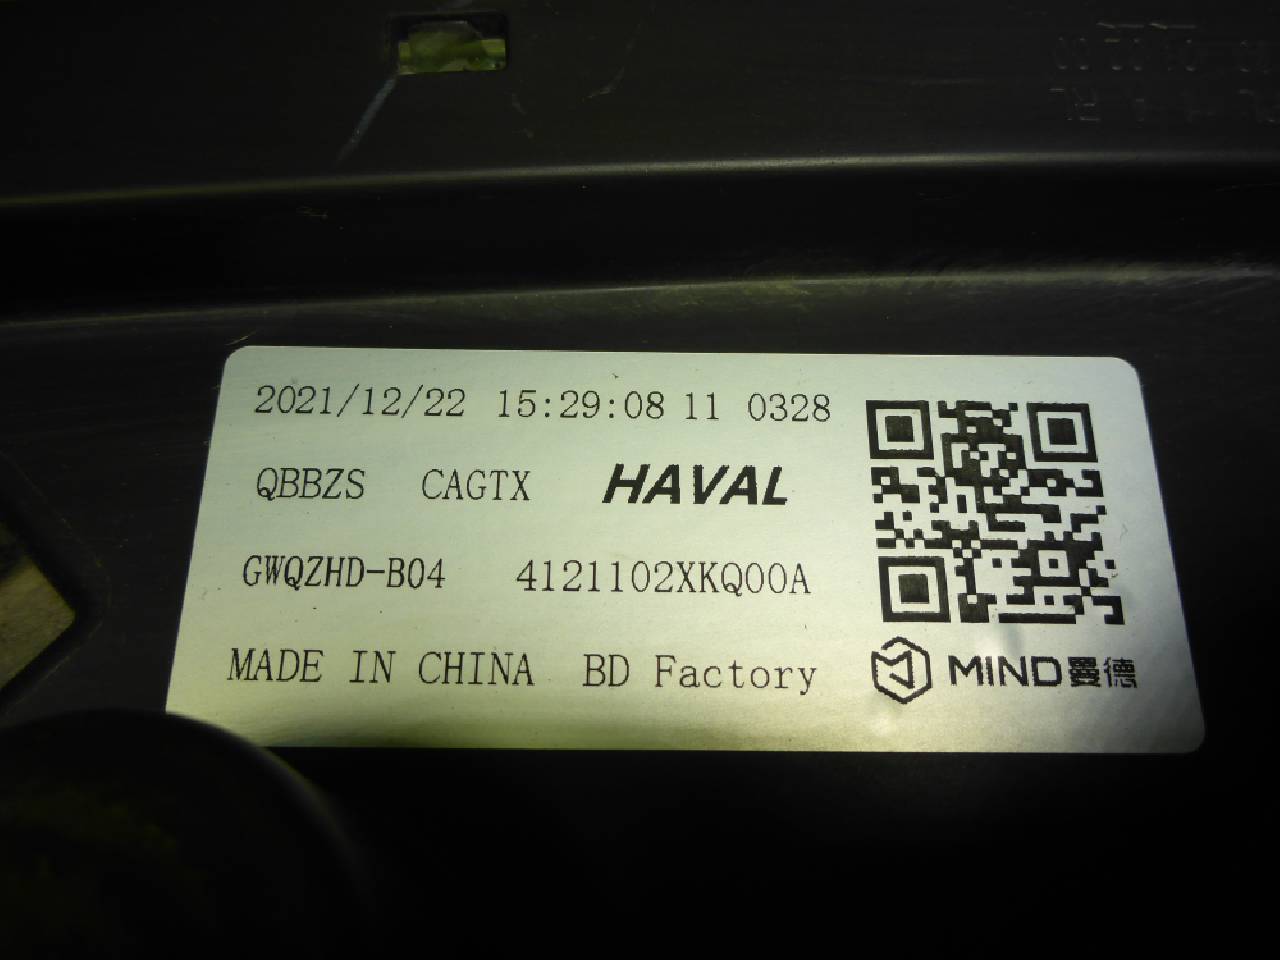 2021/12/22 15:29:08 11 0328
QBBZS CAGTX HAVAL
GWQZHD-B04 4121102XKQ00A
MADE IN CHINA BD Factory
MIND曼德